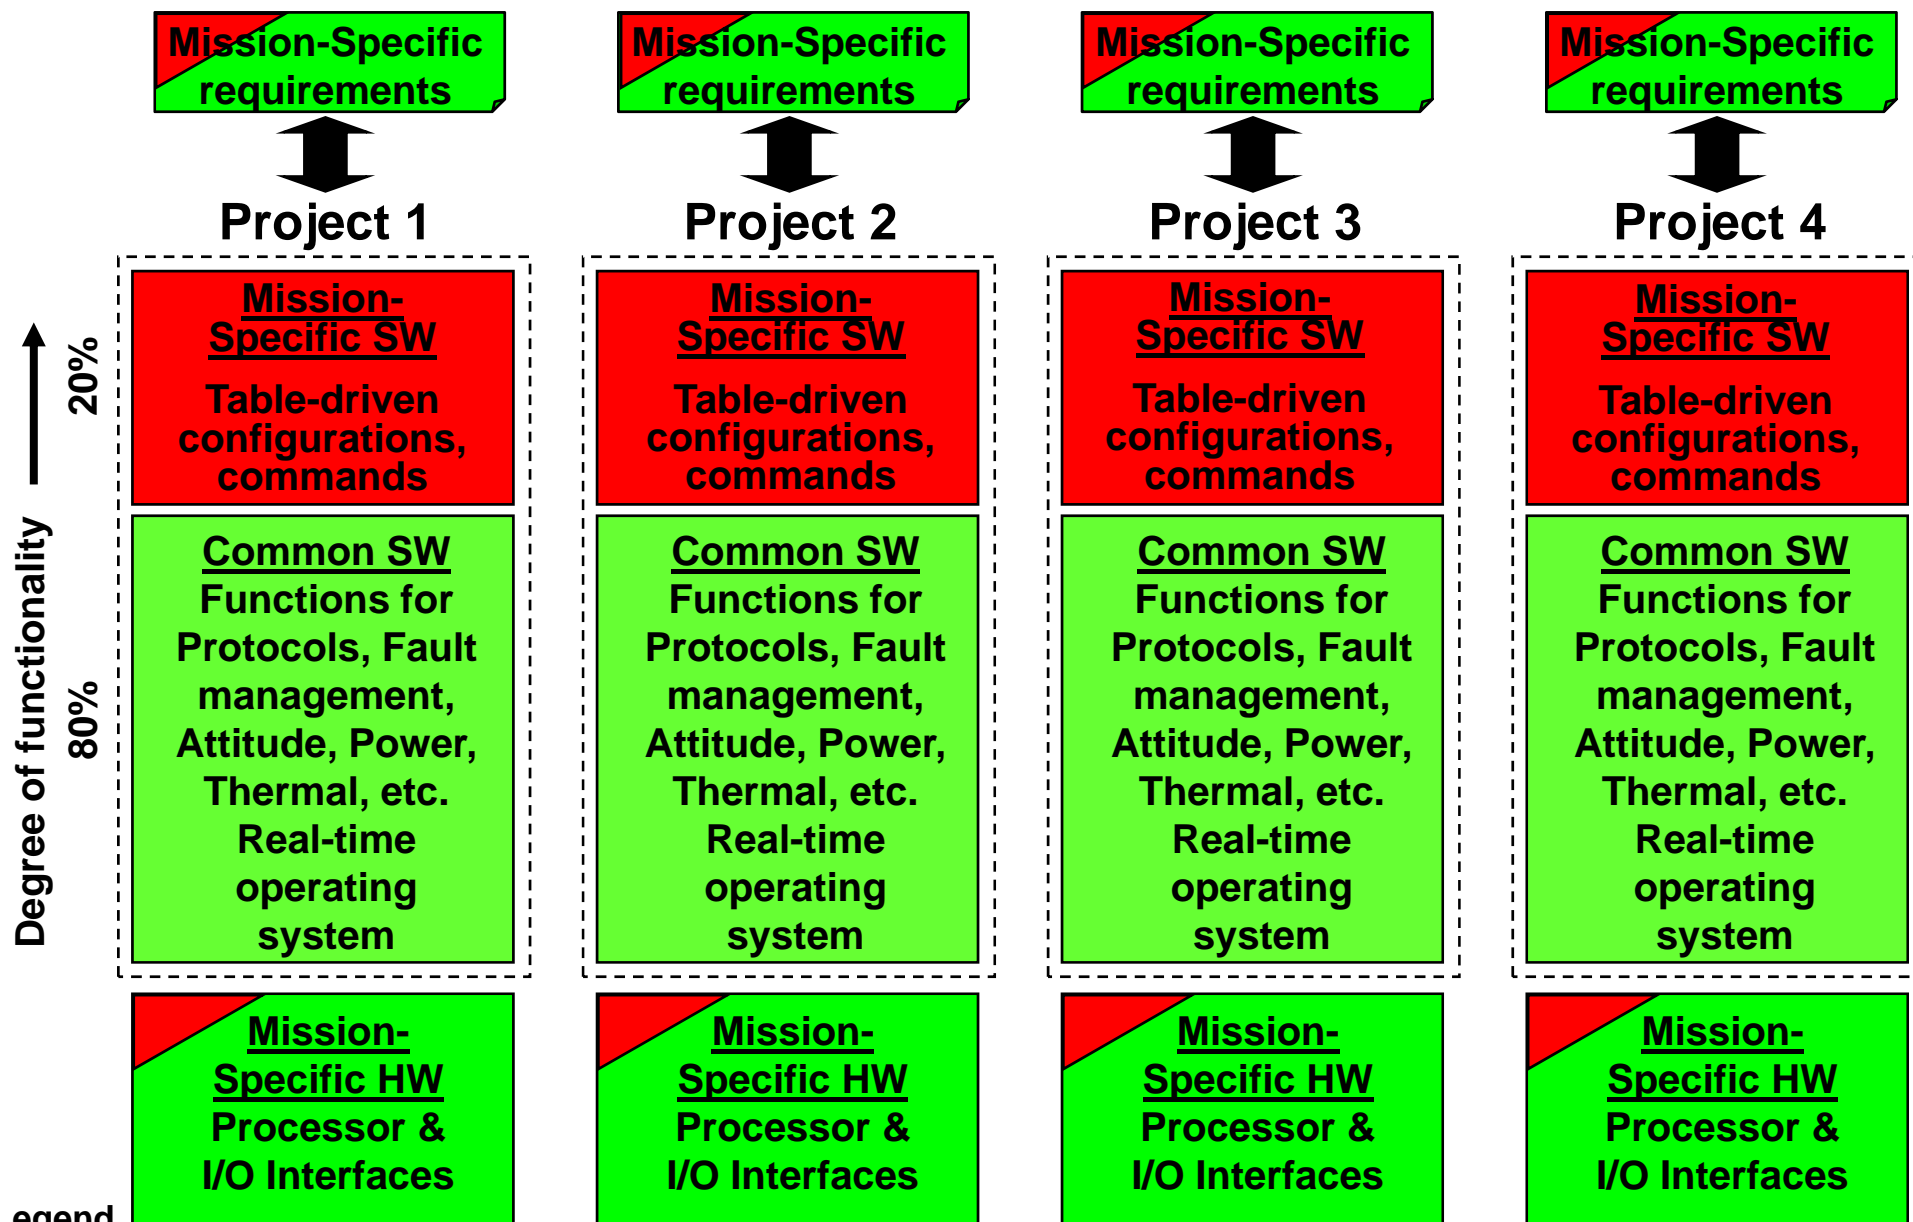 Mission-Specific
requirements
Mission-Specific
requirements
Mission-Specific
requirements
Mission-Specific
requirements
Project 1
Project 2
Project 3
Project 4
Degree of functionality
20%
80%
Mission-
Specific SW
Table-driven
configurations,
commands
Mission-
Specific SW
Table-driven
configurations,
commands
Mission-
Specific SW
Table-driven
configurations,
commands
Mission-
Specific SW
Table-driven
configurations,
commands
Common SW
Functions for
Protocols, Fault
management,
Attitude, Power,
Thermal, etc.
Real-time
operating
system
Common SW
Functions for
Protocols, Fault
management,
Attitude, Power,
Thermal, etc.
Real-time
operating
system
Common SW
Functions for
Protocols, Fault
management,
Attitude, Power,
Thermal, etc.
Real-time
operating
system
Common SW
Functions for
Protocols, Fault
management,
Attitude, Power,
Thermal, etc.
Real-time
operating
system
Mission-
Specific HW
Processor &
I/O Interfaces
Mission-
Specific HW
Processor &
I/O Interfaces
Mission-
Specific HW
Processor &
I/O Interfaces
Mission-
Specific HW
Processor &
I/O Interfaces
egend